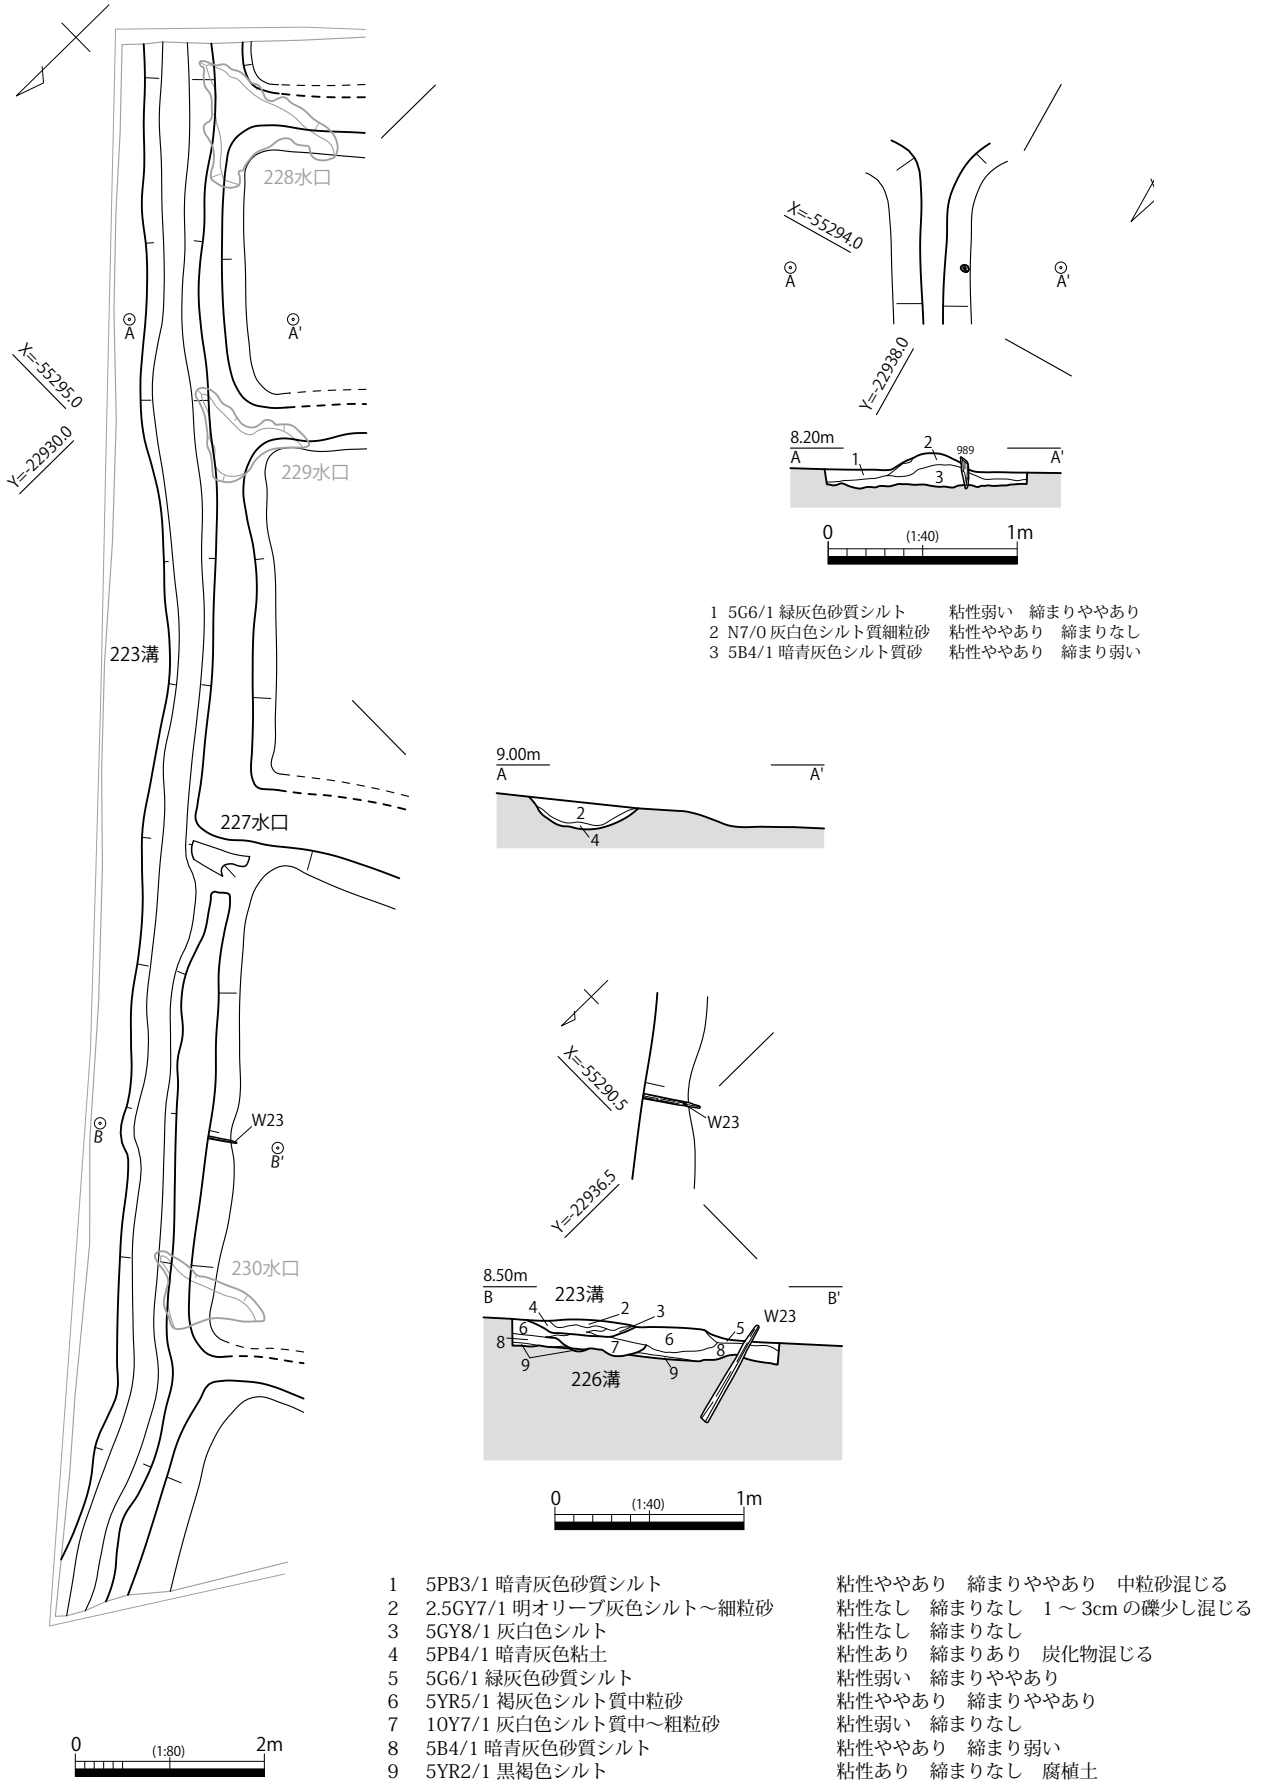 228水口
A
A'
X=-55295.0
Y=-22930.0
229水口
223溝
227水口
B
W23
B'
230水口
0
(1:80)
2m
X=-55294.0
A
A'
Y=-22938.0
8.20m
A
A'
1
2
989
3
0
(1:40)
1m
1 5G6/1 緑灰色砂質シルト 粘性弱い 締まりややあり
2 N7/0 灰白色シルト質細粒砂 粘性ややあり 締まりなし
3 5B4/1 暗青灰色シルト質砂 粘性ややあり 締まり弱い
9.00m
A
A'
2
4
X=-55290.5
W23
Y=-22936.5
8.50m
B
223溝
B'
4
2
3
W23
6
6
5
8
7
8
9
9
226溝
0
(1:40)
1m
1 5PB3/1 暗青灰色砂質シルト 粘性ややあり 締まりややあり 中粒砂混じる
2 2.5GY7/1 明オリーブ灰色シルト～細粒砂 粘性なし 締まりなし 1～3cm の礫少し混じる
3 5GY8/1 灰白色シルト 粘性なし 締まりなし
4 5PB4/1 暗青灰色粘土 粘性あり 締まりあり 炭化物混じる
5 5G6/1 緑灰色砂質シルト 粘性弱い 締まりややあり
6 5YR5/1 褐灰色シルト質中粒砂 粘性ややあり 締まりややあり
7 10Y7/1 灰白色シルト質中～粗粒砂 粘性弱い 締まりなし
8 5B4/1 暗青灰色砂質シルト 粘性ややあり 締まり弱い
9 5YR2/1 黒褐色シルト 粘性あり 締まりなし 腐植土